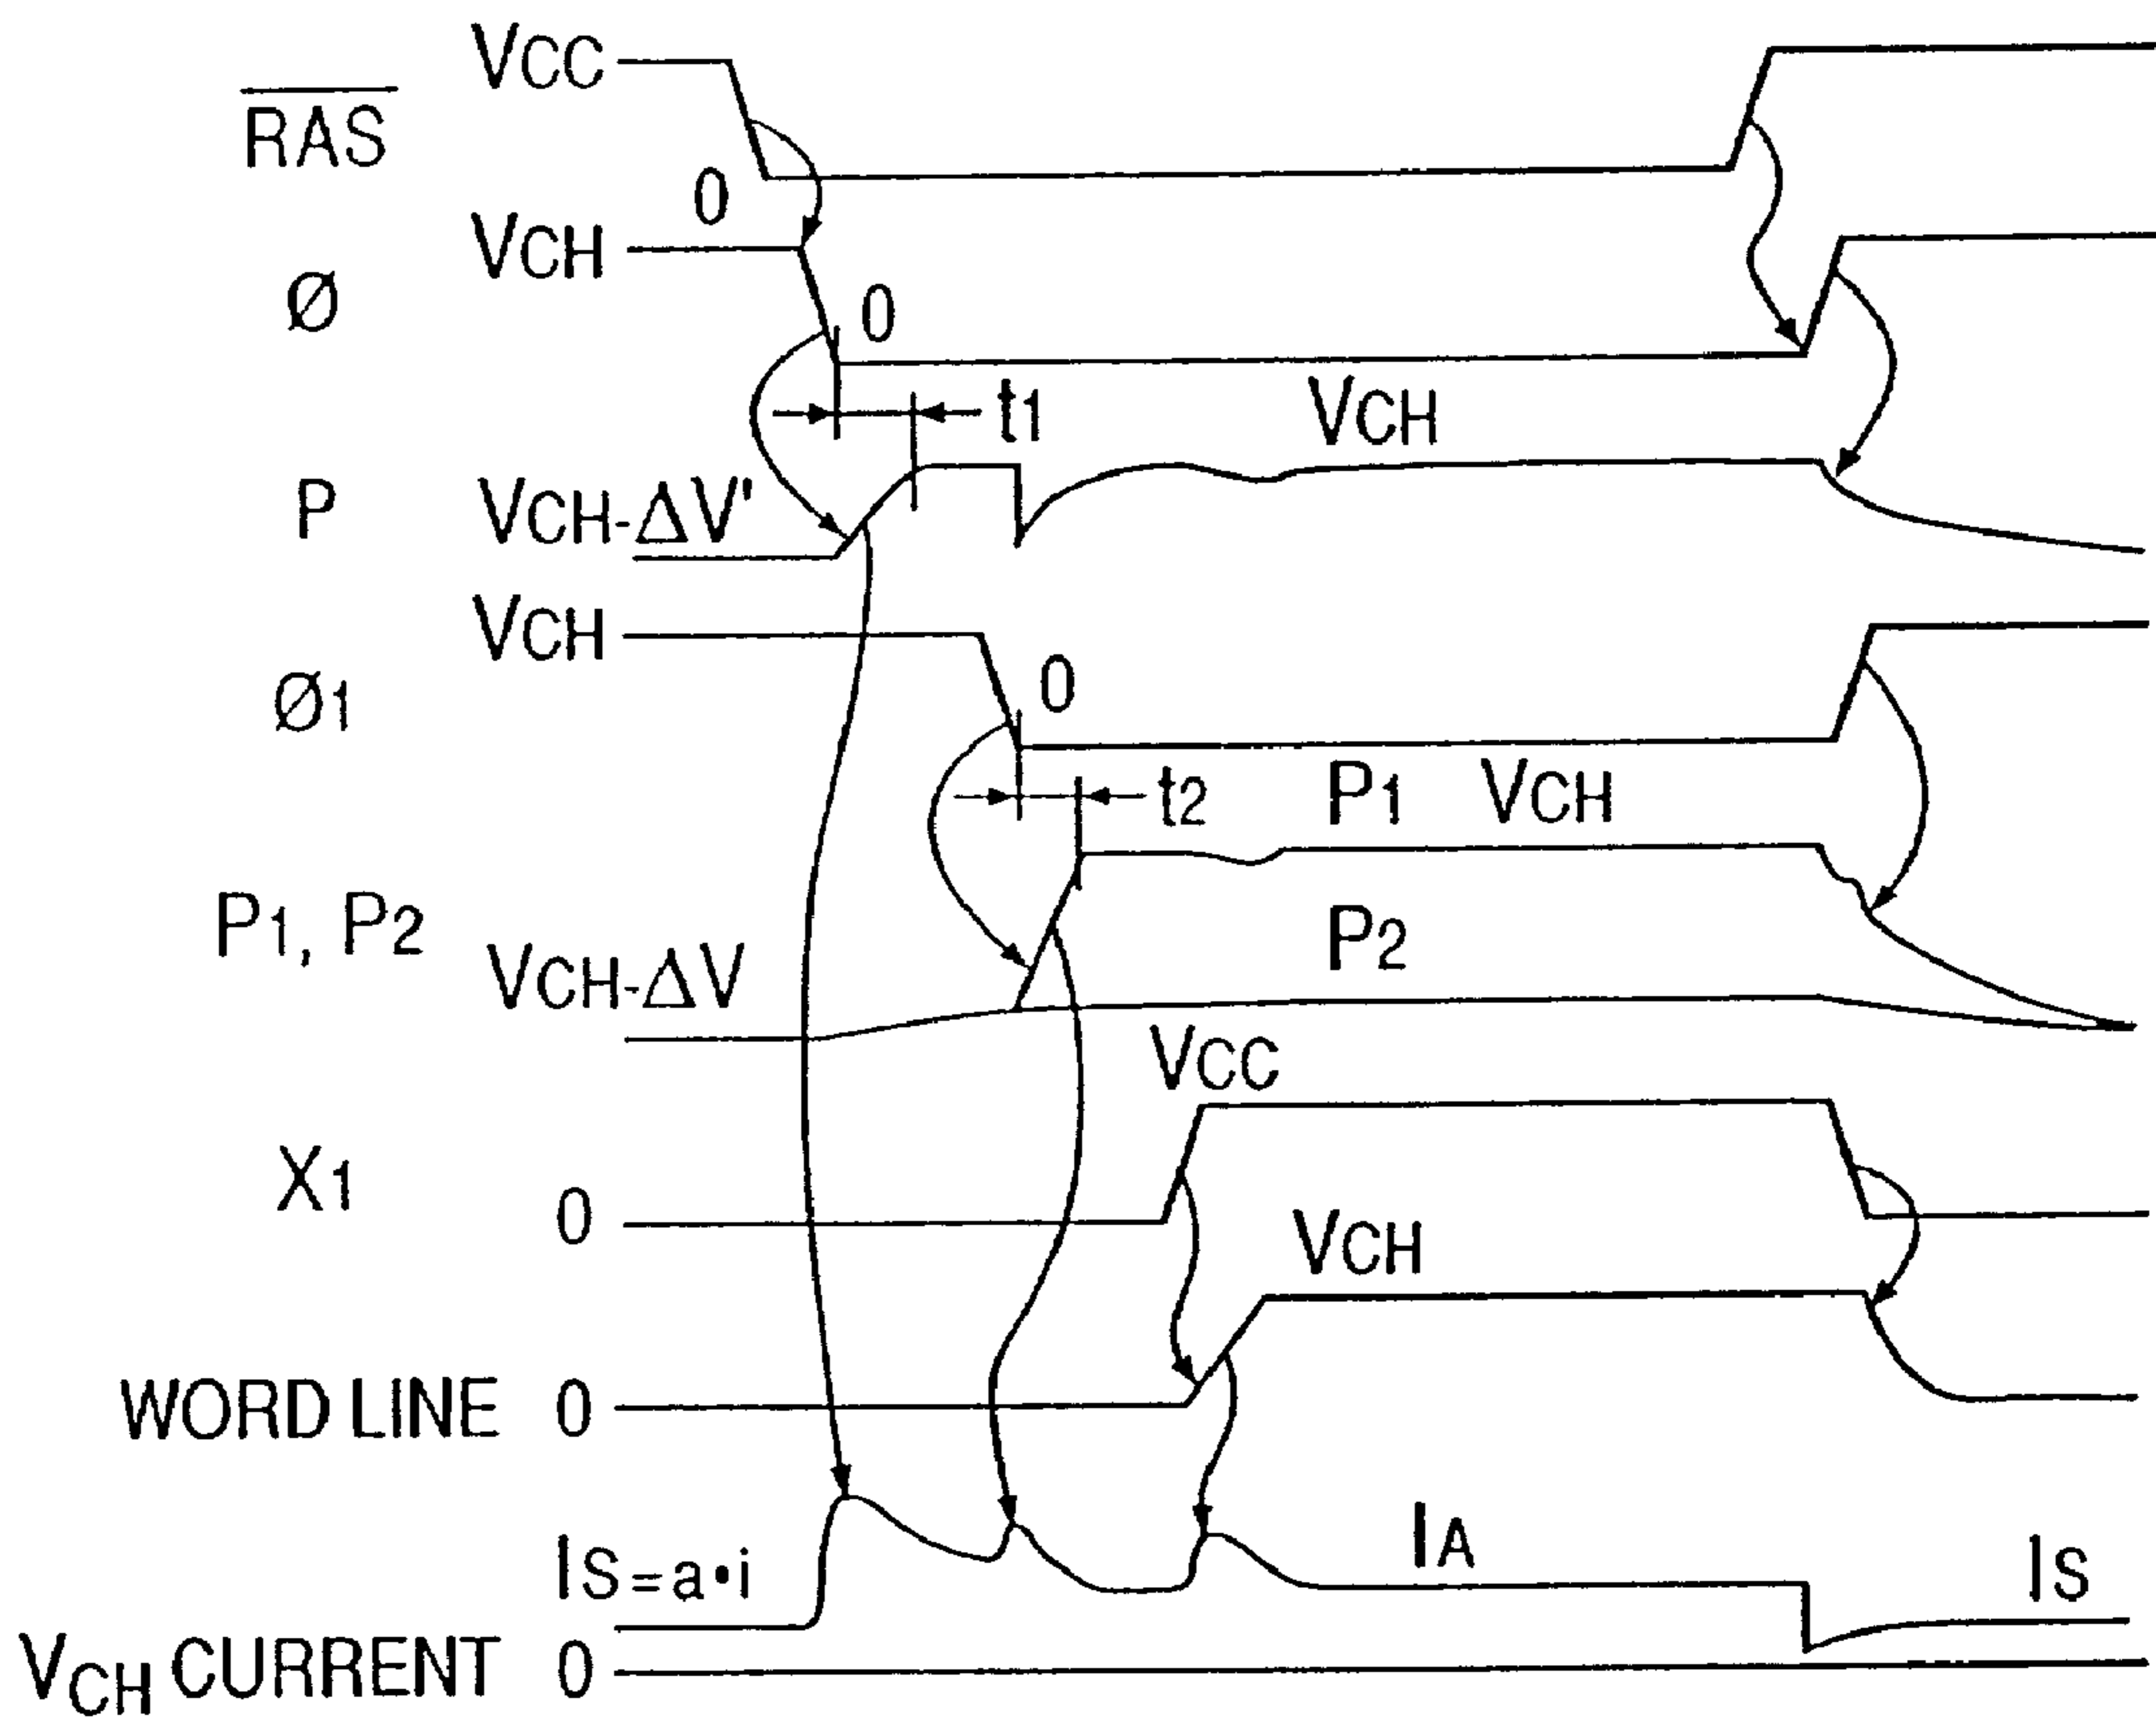 VCC
RAS
0
VCH
Ø
0
t1
VCH
P
VCH-ΔV'
VCH
Ø1
0
t2
P1 VCH
P1, P2
P2
VCH-ΔV
VCC
X1
0
VCH
WORD LINE 0
IA
IS=a•i
IS
VCH CURRENT 0